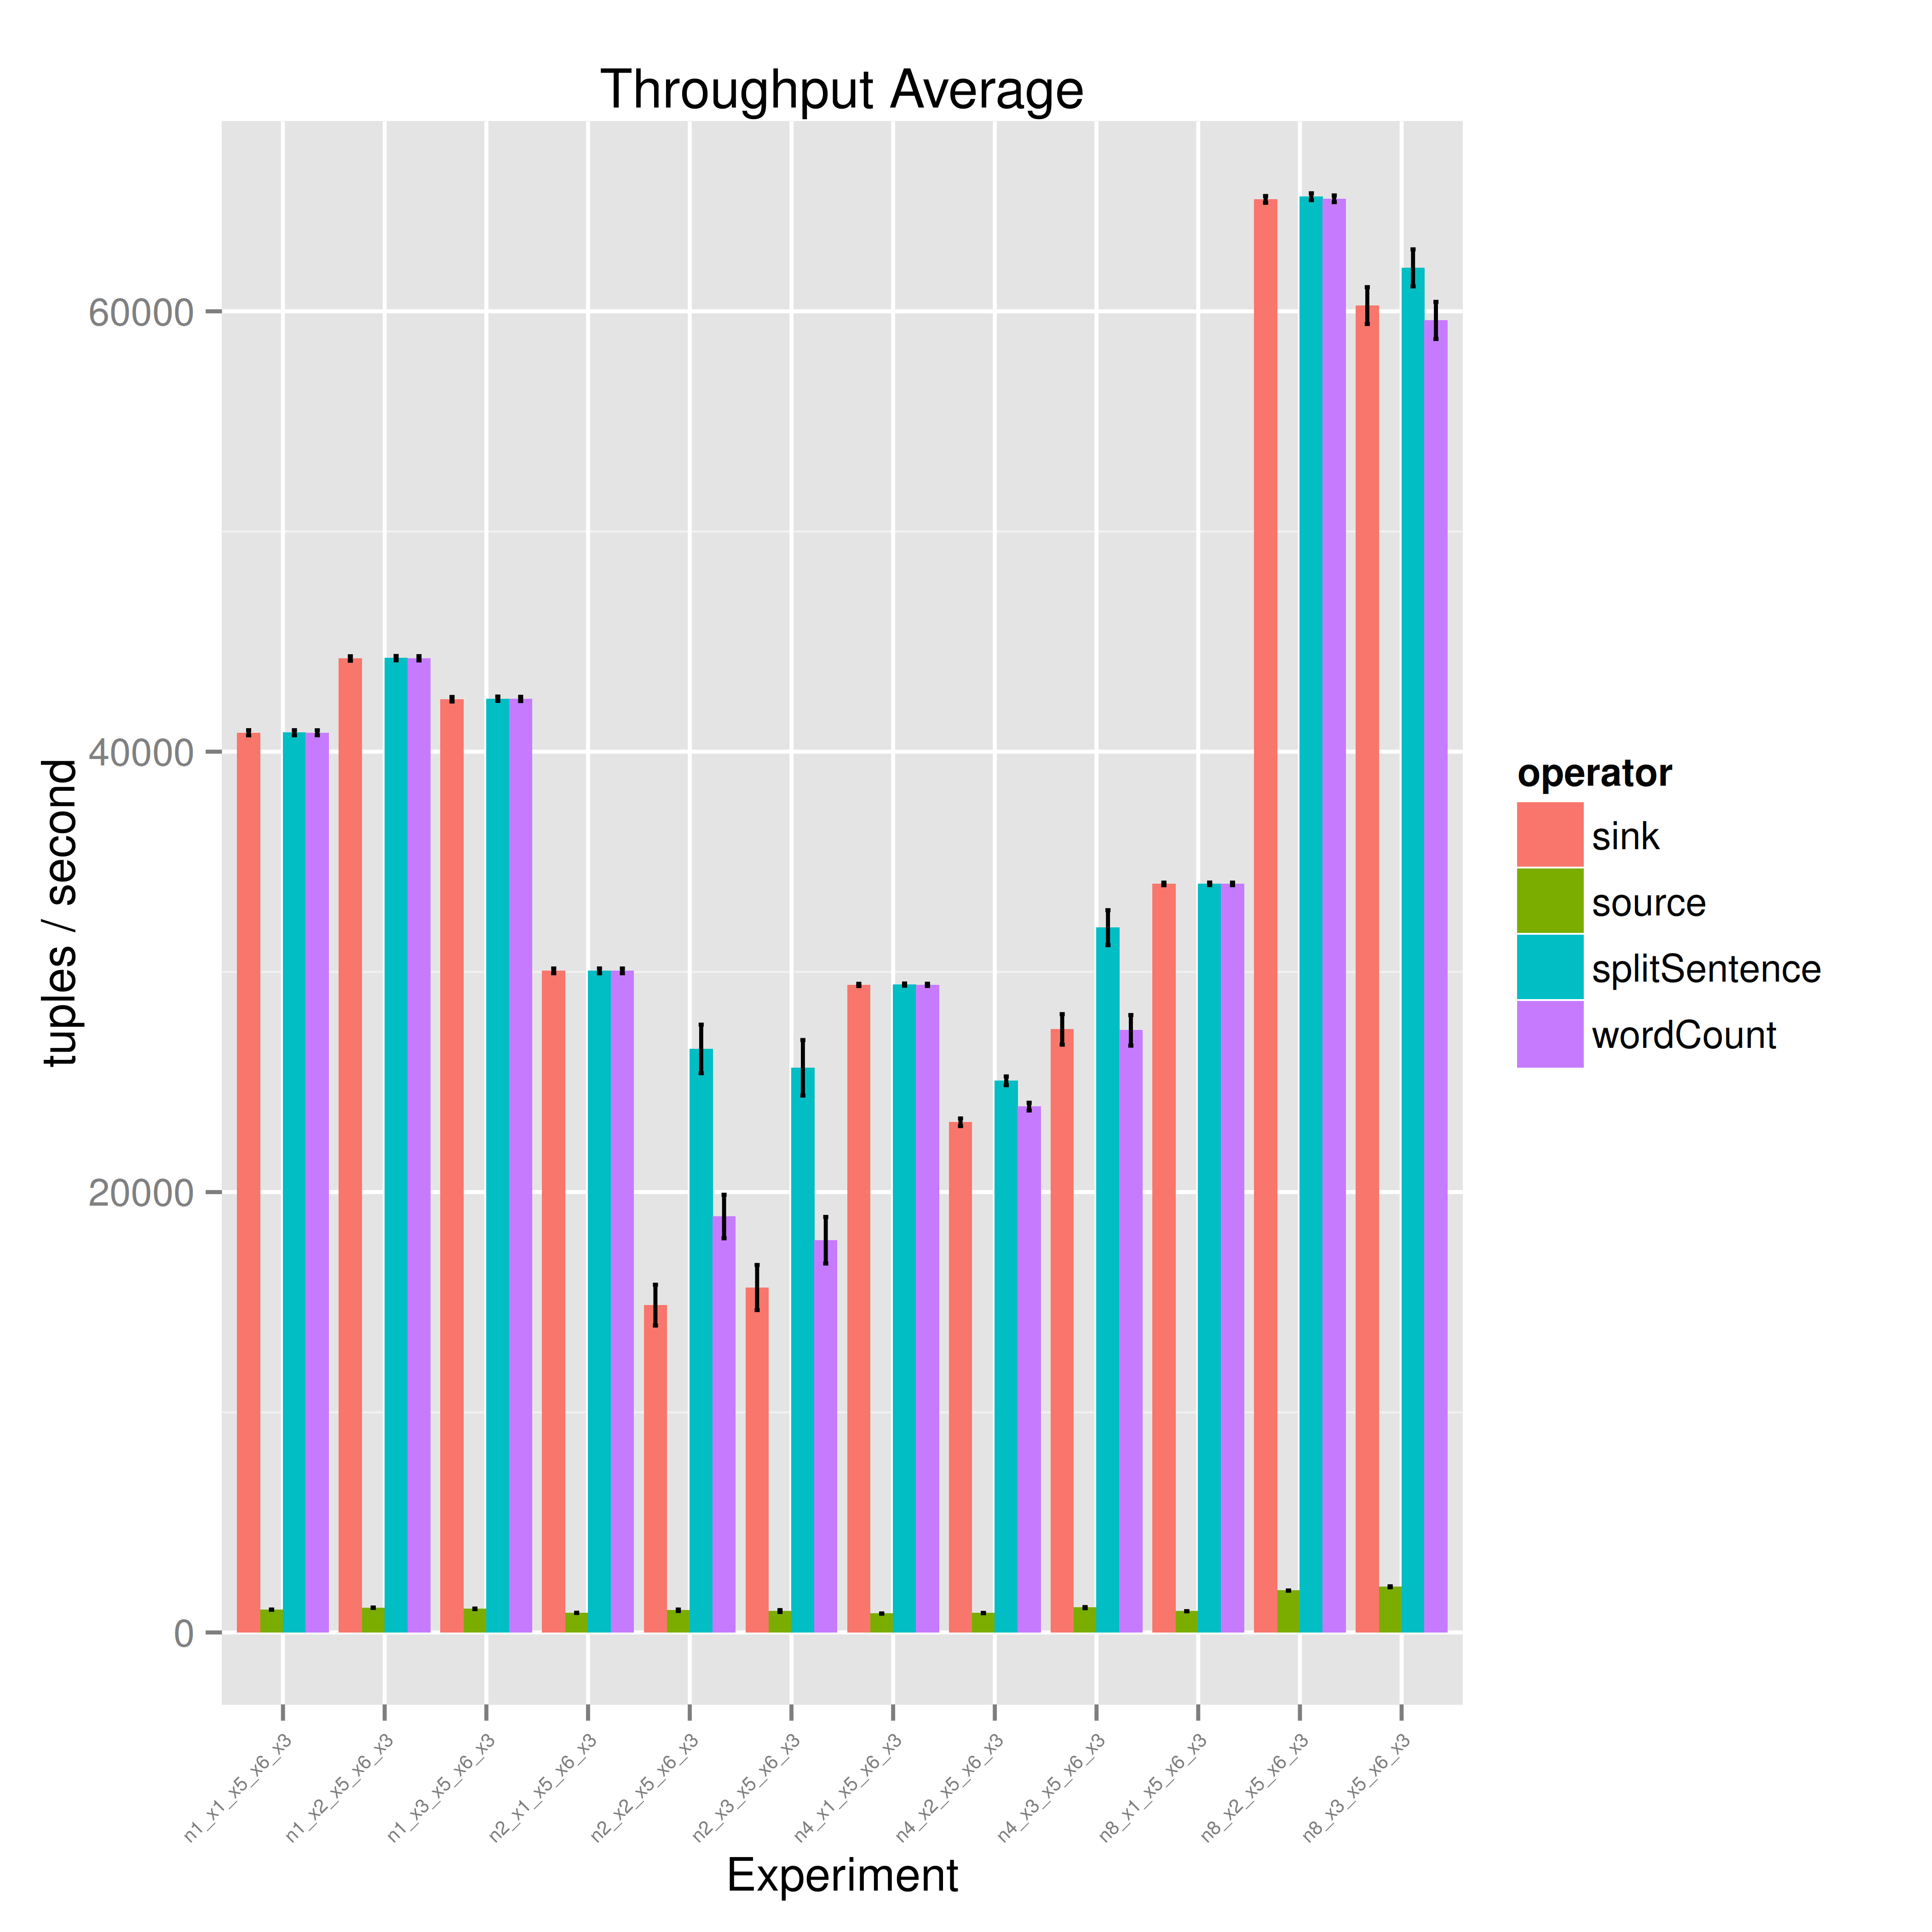 Throughput Average
60000
40000
20000
0
tuples / second
n1_x1_x5_x6_x3
n1_x2_x5_x6_x3
n1_x3_x5_x6_x3
n2_x1_x5_x6_x3
n2_x2_x5_x6_x3
n2_x3_x5_x6_x3
n4_x1_x5_x6_x3
n4_x2_x5_x6_x3
n4_x3_x5_x6_x3
n8_x1_x5_x6_x3
n8_x2_x5_x6_x3
n8_x3_x5_x6_x3
Experiment
operator
sink
source
splitSentence
wordCount